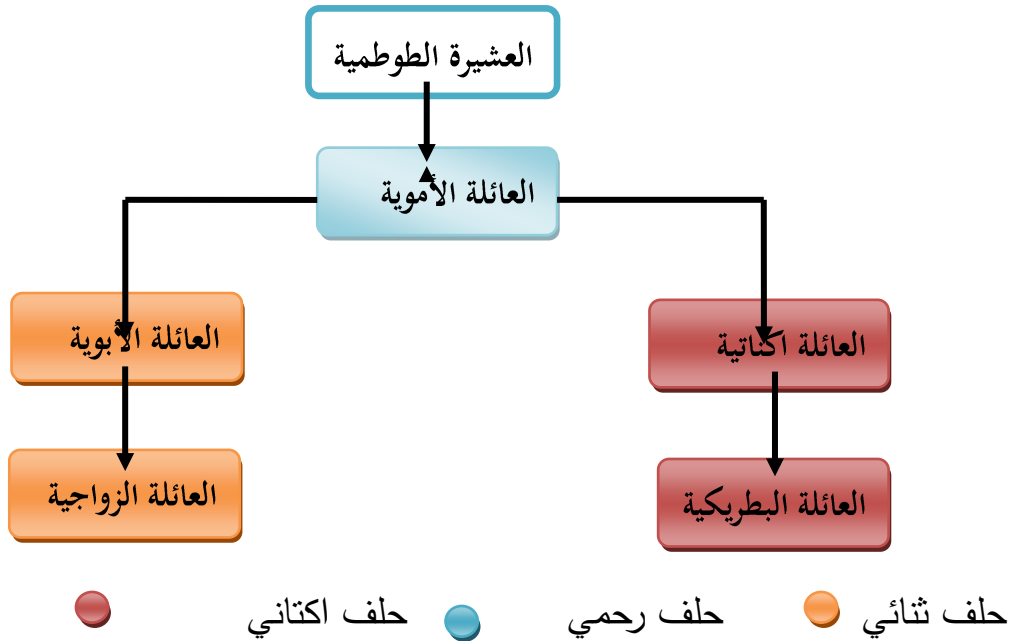 العشيرة الطوطمية
العائلة الأموية
العائلة اكناتية
العائلة الأبوية
العائلة البطريكية
العائلة الزواجية
حلف ثنائي
حلف رحمي
حلف اكتاني